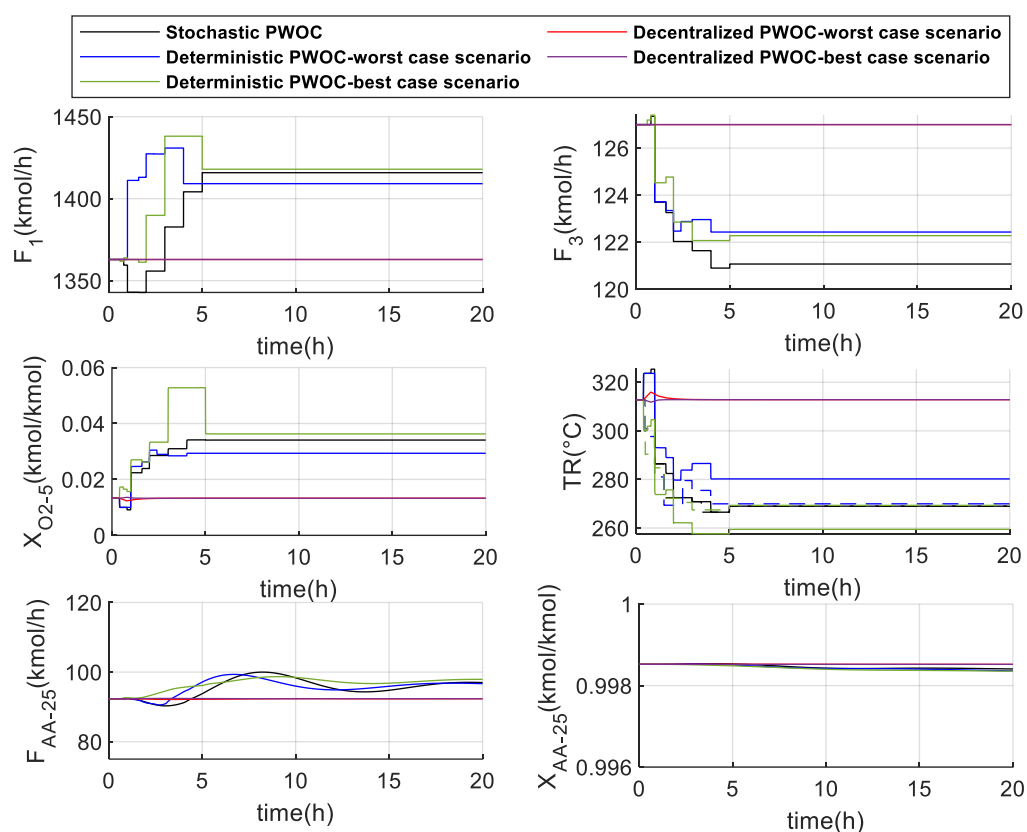 Stochastic PWOC
Deterministic PWOC-worst case scenario
Deterministic PWOC-best case scenario
Decentralized PWOC-worst case scenario
Decentralized PWOC-best case scenario
F1(kmol/h)
1450
1400
1350
0 5 10 15 20
time(h)
F3(kmol/h)
126
124
122
120
0 5 10 15 20
time(h)
XO2-5(kmol/kmol)
0.06
0.04
0.02
0
0 5 10 15 20
time(h)
TR(°C)
320
300
280
260
0 5 10 15 20
time(h)
FAA-25(kmol/h)
120
100
80
0 5 10 15 20
time(h)
XAA-25(kmol/kmol)
1
0.998
0.996
0 5 10 15 20
time(h)